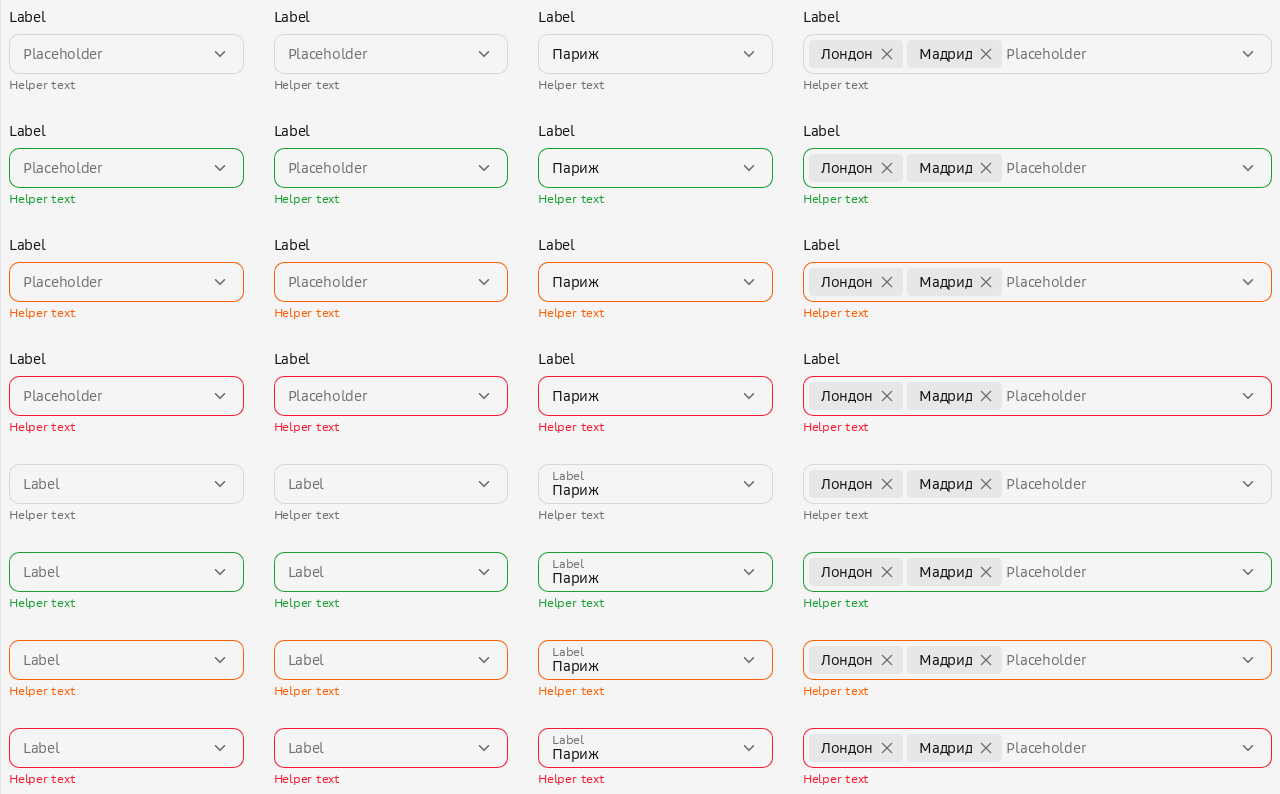 Label Label Label Label
Placeholder Placeholder Париж Лондон Мадрид Placeholder
Helper text Helper text Helper text Helper text
Label Label Label Label
Placeholder Placeholder Париж Лондон Мадрид Placeholder
Helper text Helper text Helper text Helper text
Label Label Label Label
Placeholder Placeholder Париж Лондон Мадрид Placeholder
Helper text Helper text Helper text Helper text
Label Label Label Label
Placeholder Placeholder Париж Лондон Мадрид Placeholder
Helper text Helper text Helper text Helper text
Label
Label Label Париж Лондон Мадрид Placeholder
Helper text Helper text Helper text Helper text
Label
Label Label Париж Лондон Мадрид Placeholder
Helper text Helper text Helper text Helper text
Label
Label Label Париж Лондон Мадрид Placeholder
Helper text Helper text Helper text Helper text
Label
Label Label Париж Лондон Мадрид Placeholder
Helper text Helper text Helper text Helper text